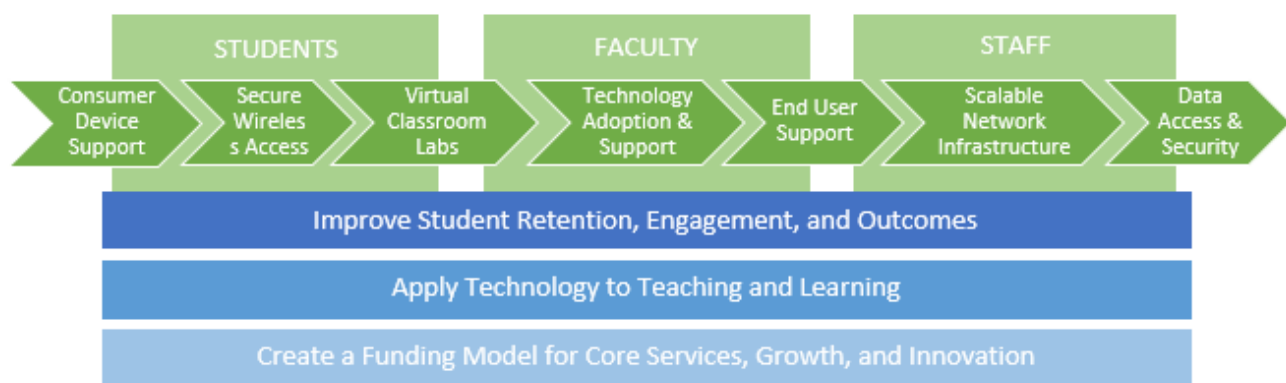 STUDENTS
FACULTY
STAFF
Consumer
Device
Support
Secure
Wireles
s Access
Virtual
Classroom
Labs
Technology
Adoption &
Support
End User
Support
Scalable
Network
Infrastructure
Data
Access &
Security
Improve Student Retention, Engagement, and Outcomes
Apply Technology to Teaching and Learning
Create a Funding Model for Core Services, Growth, and Innovation